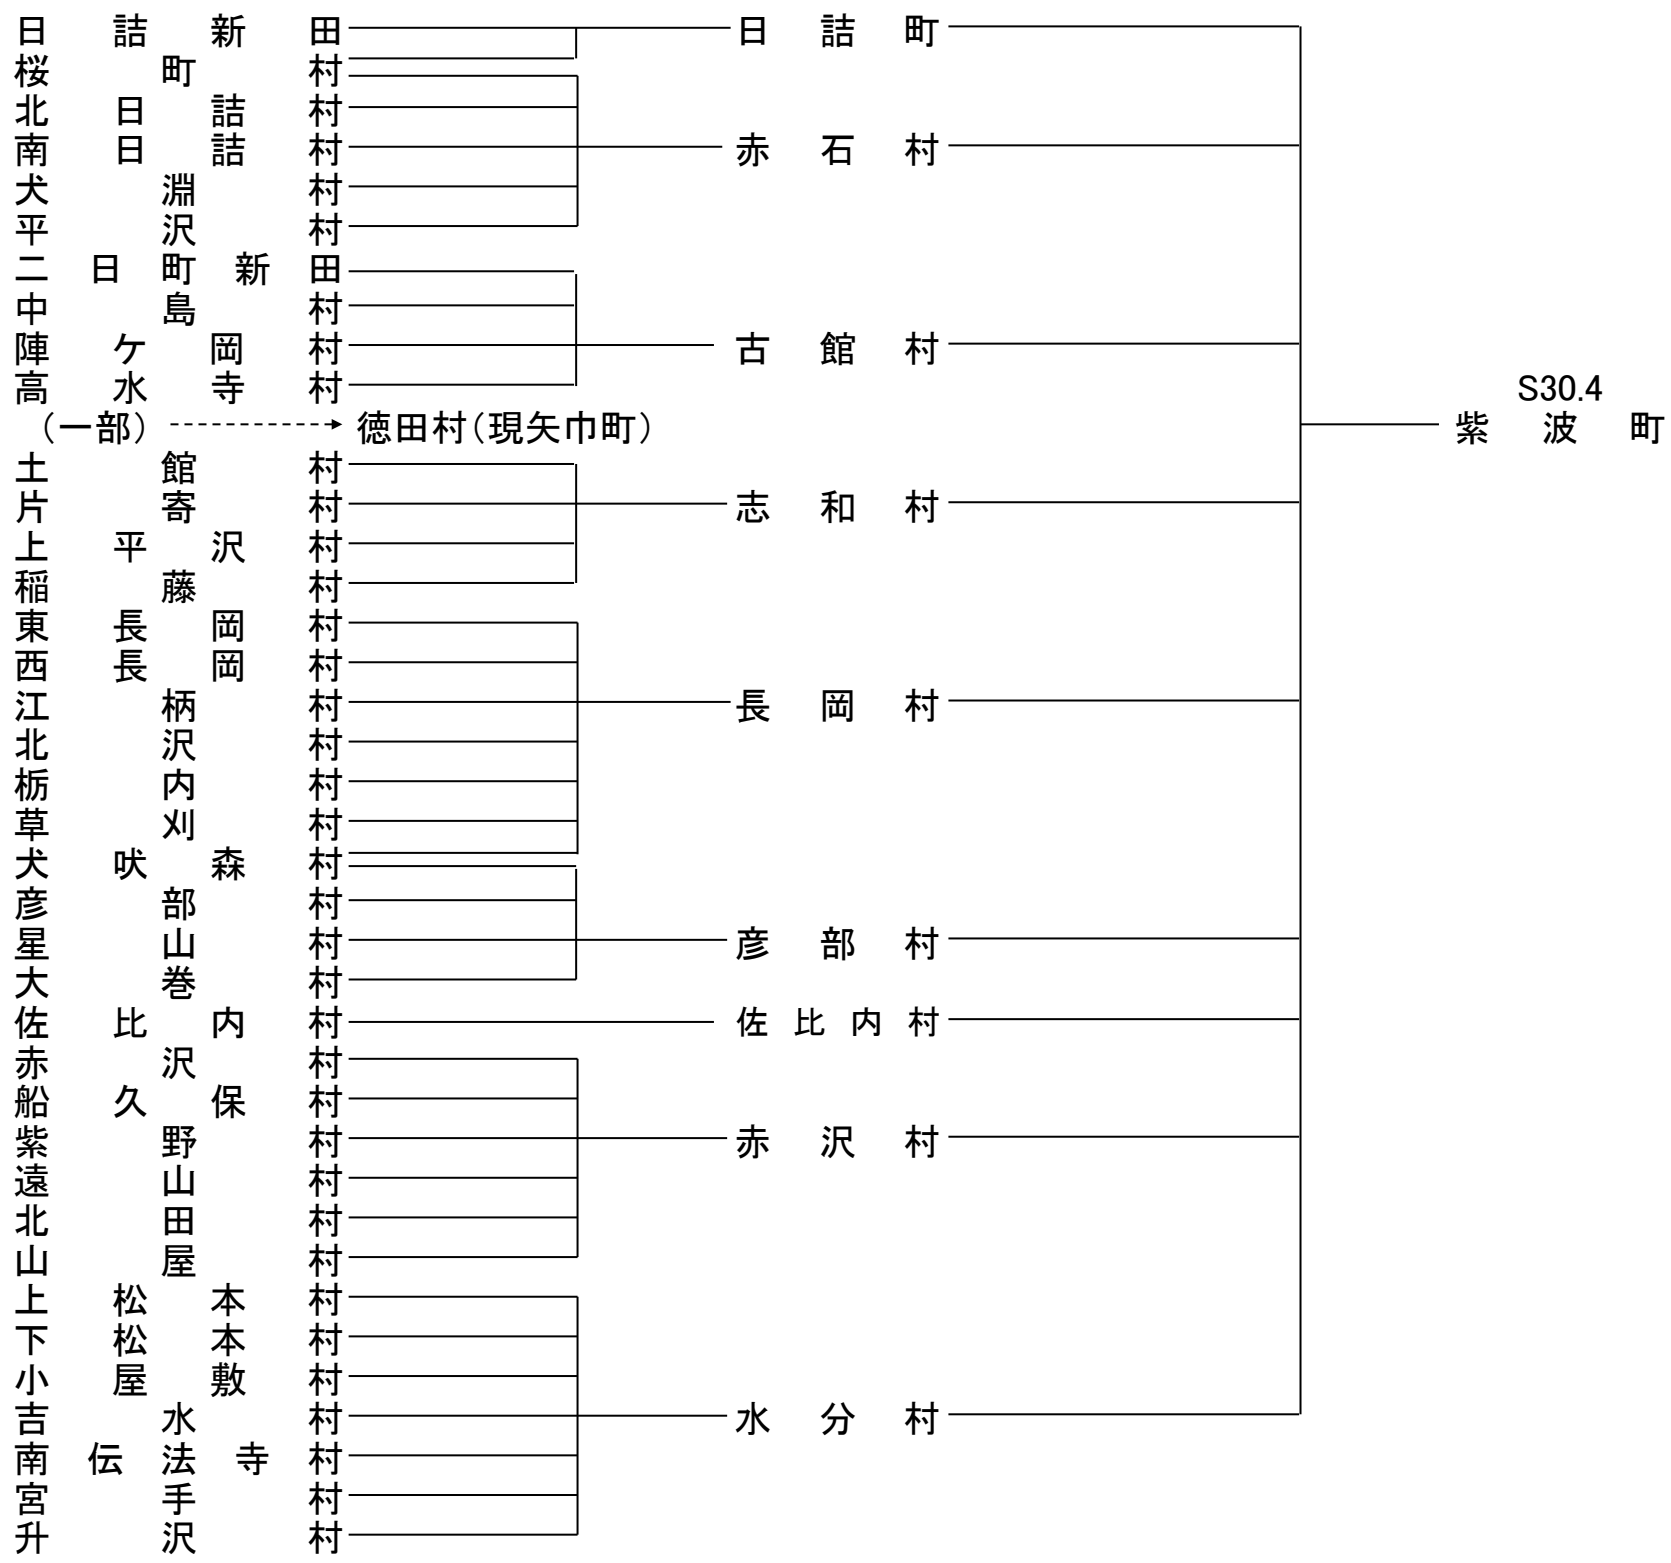 日詰新田 日詰町
桜町村
北日詰村
南日詰村 赤石村
犬淵村
平沢村
二日町新田
中島村
陣ケ岡村 古館村
高水寺村 S30.4
（一部） 徳田村（現矢巾町） 紫波町
土館村
片寄村 志和村
上平沢村
稲藤村
東長岡村
西長岡村
江柄村 長岡村
北沢村
栃内村
草刈村
犬吠森村
彦部村
星山村 彦部村
大巻村
佐比内村 佐比内村
赤沢村
船久保村
紫野村 赤沢村
遠山村
北田村
山屋村
上松本村
下松本村
小屋敷村
吉水村 水分村
南伝法寺村
宮手村
升沢村